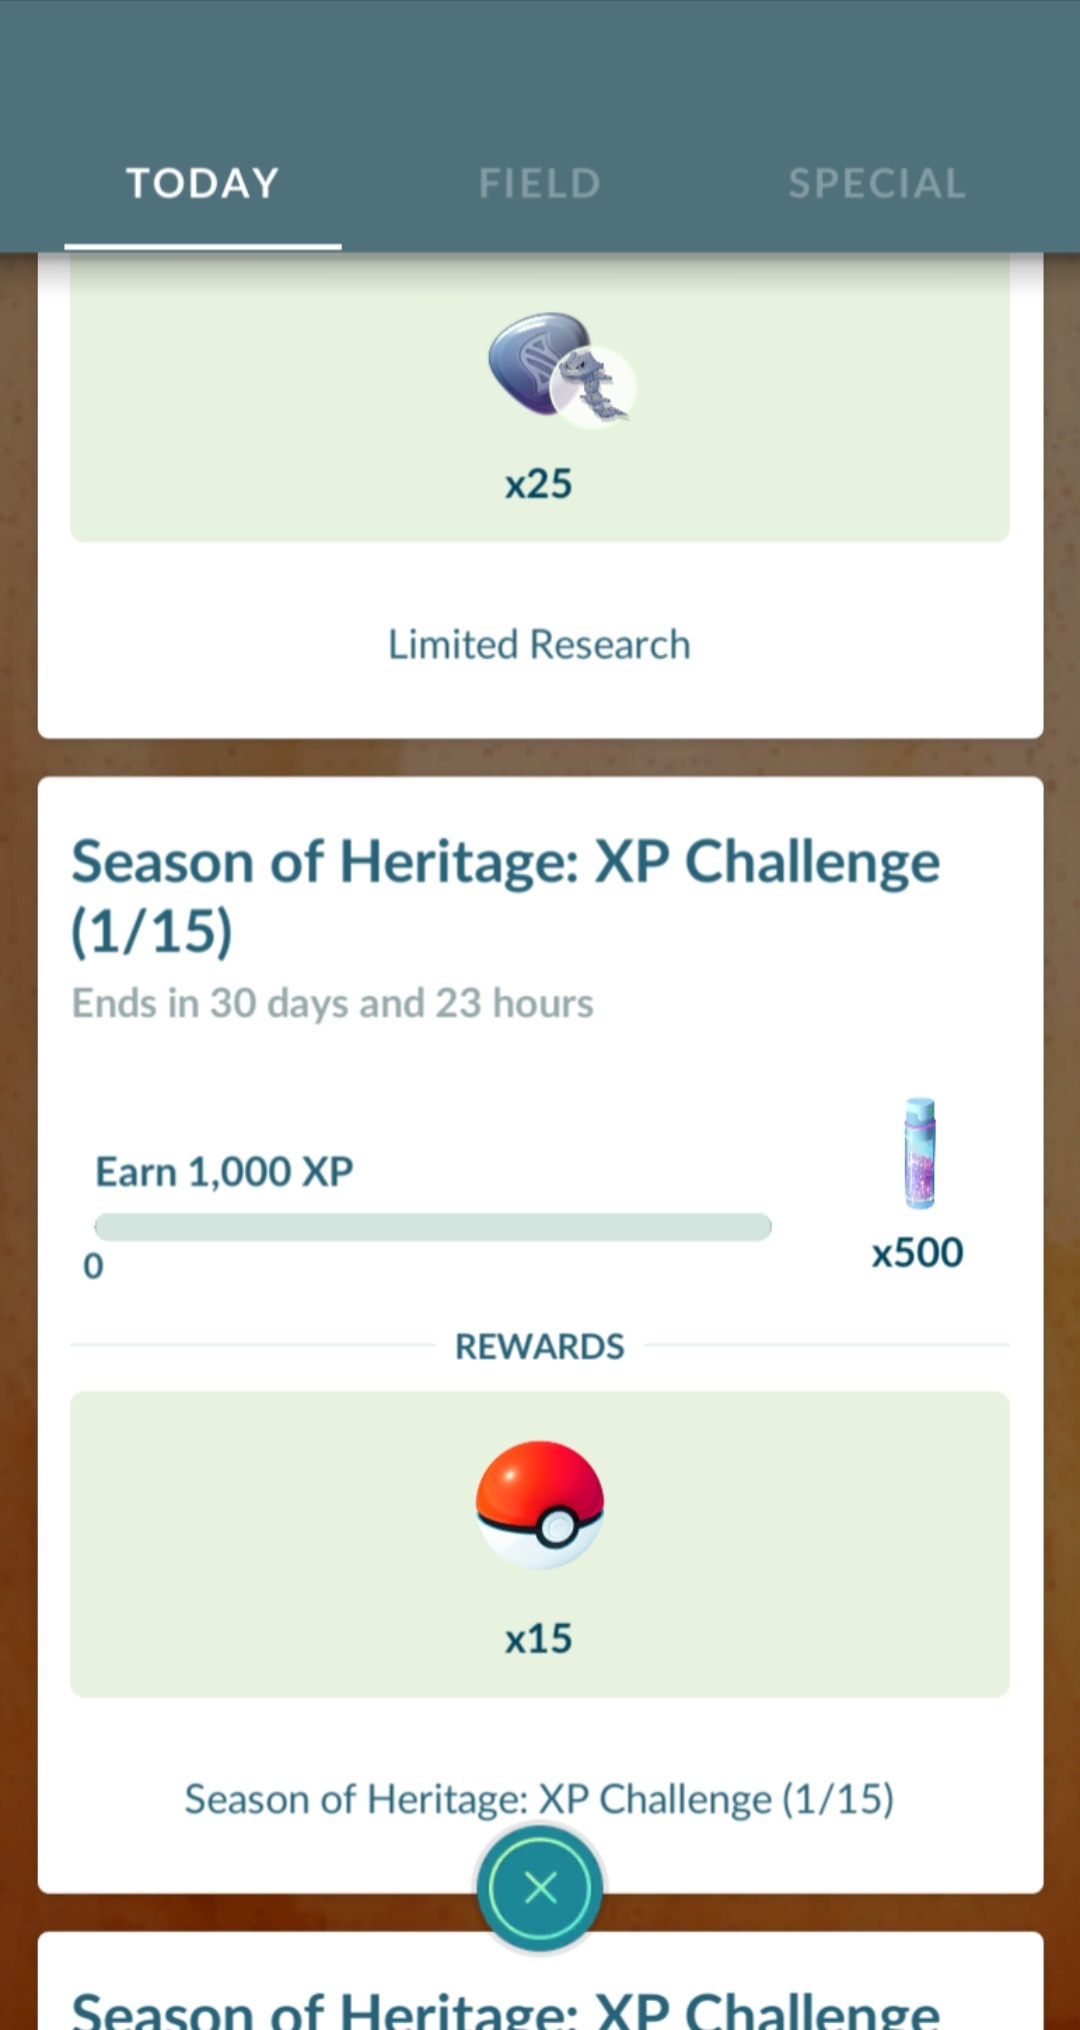 TODAY FIELD SPECIAL
x25
Limited Research
Season of Heritage: XP Challenge
(1/15)
Ends in 30 days and 23 hours
Earn 1,000 XP
x500
0
REWARDS
x15
Season of Heritage: XP Challenge (1/15)
Season of Heritage: XP Challenge